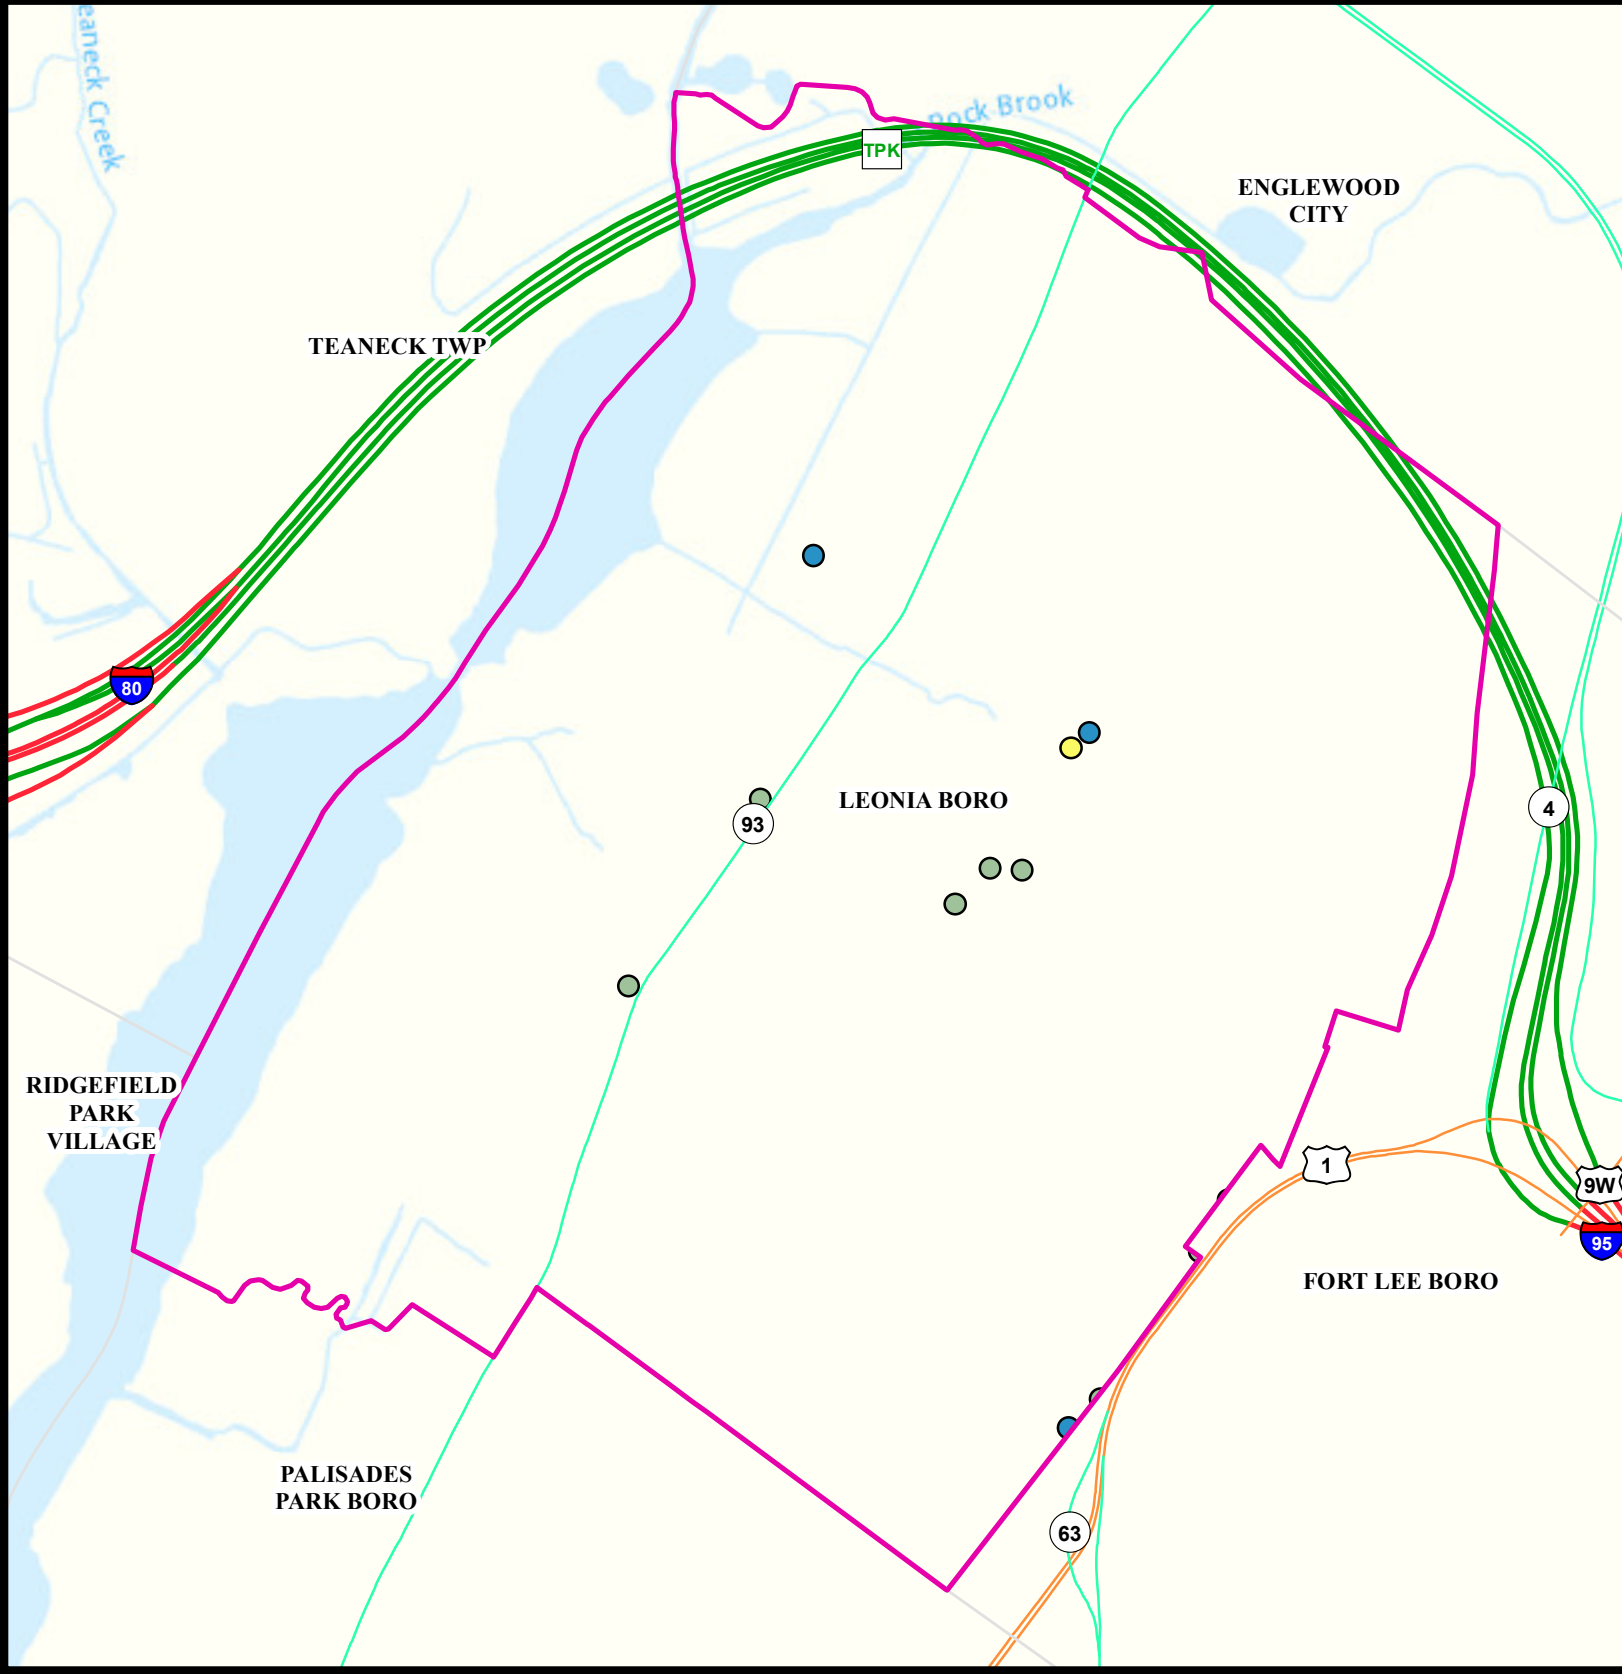 eaneck Creek
Rock Brook
TPK
ENGLEWOOD
CITY
TEANECK TWP
80
LEONIA BORO
93
4
RIDGEFIELD
PARK
VILLAGE
1
9W
95
FORT LEE BORO
PALISADES
PARK BORO
63